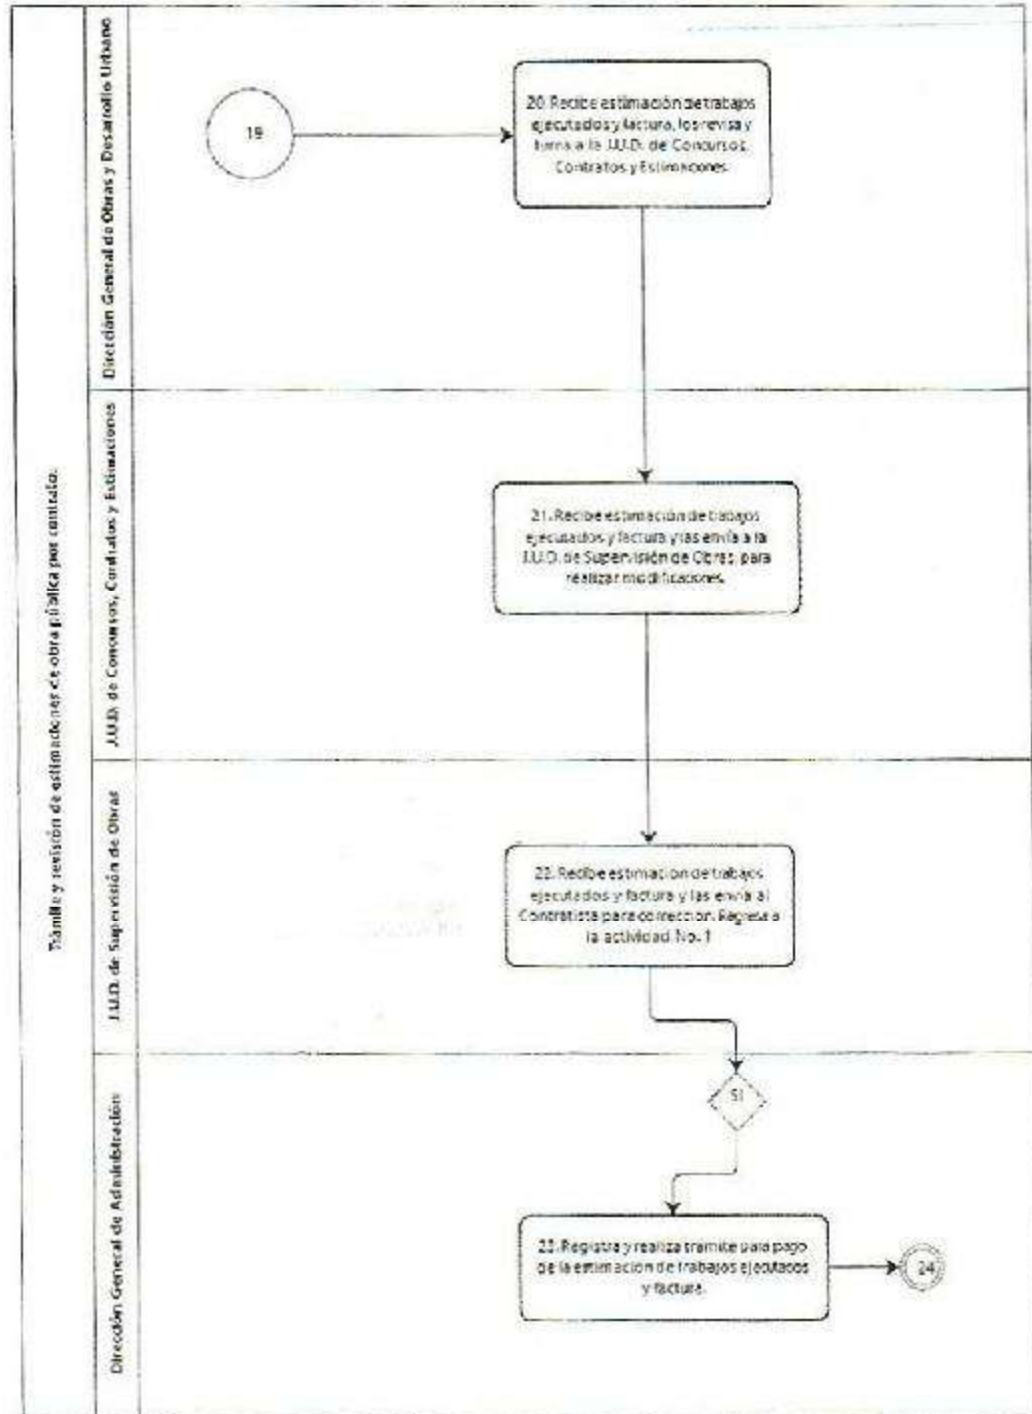 Trámite y revisión de estimaciones de obra pública por contrato.
Dirección General de Obras y Desarrollo Urbano
19
20. Recibe estimación de trabajos
ejecutados y factura, los revisa y
turna a la J.U.D. de Concursos,
Contratos y Estimaciones.
J.U.D. de Concursos, Contratos y Estimaciones
21. Recibe estimación de trabajos
ejecutados y factura y las envía a la
J.U.D. de Supervisión de Obras, para
realizar modificaciones.
J.U.D. de Supervisión de Obras
22. Recibe estimación de trabajos
ejecutados y factura y las envía al
Contratista para corrección. Regresa a
la actividad No. 1
Dirección General de Administración
SI
23. Registra y realiza trámite para pago
de la estimación de trabajos ejecutados
y factura.
24